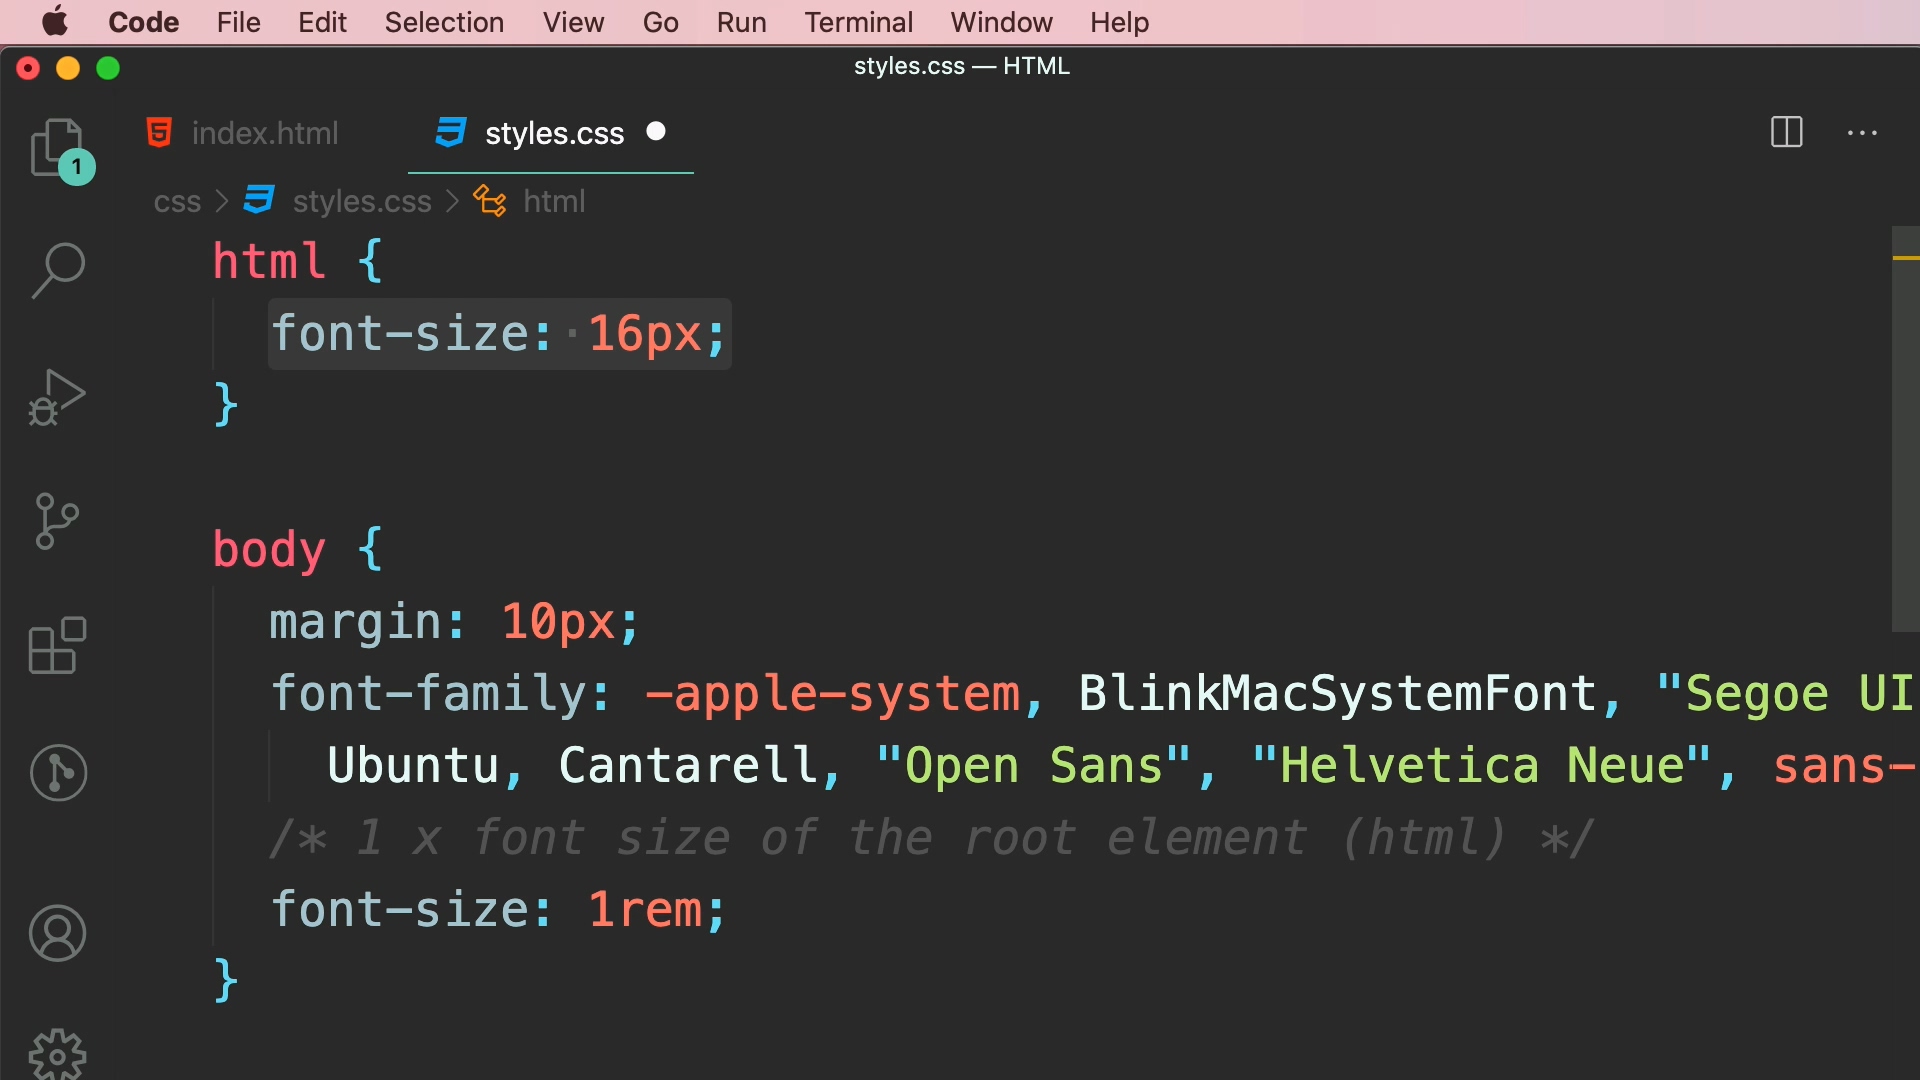 Code File Edit Selection View Go Run Terminal Window Help
styles.css — HTML
index.html styles.css
1
css > styles.css > html
html {
font-size: 16px;
}
body {
margin: 10px;
font-family: -apple-system, BlinkMacSystemFont, "Segoe UI
Ubuntu, Cantarell, "Open Sans", "Helvetica Neue", sans-
/* 1 x font size of the root element (html) */
font-size: 1rem;
}